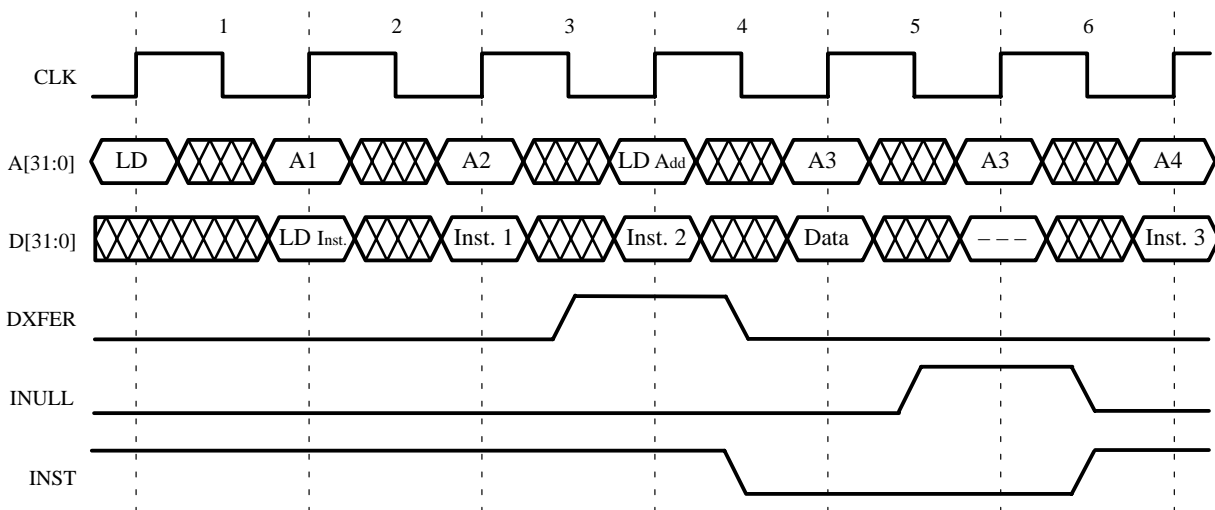 1 2 3 4 5 6
CLK
A[31:0] LD A1 A2 LD Add A3 A3 A4
D[31:0] LD Inst. Inst. 1 Inst. 2 Data – – – Inst. 3
DXFER
INULL
INST